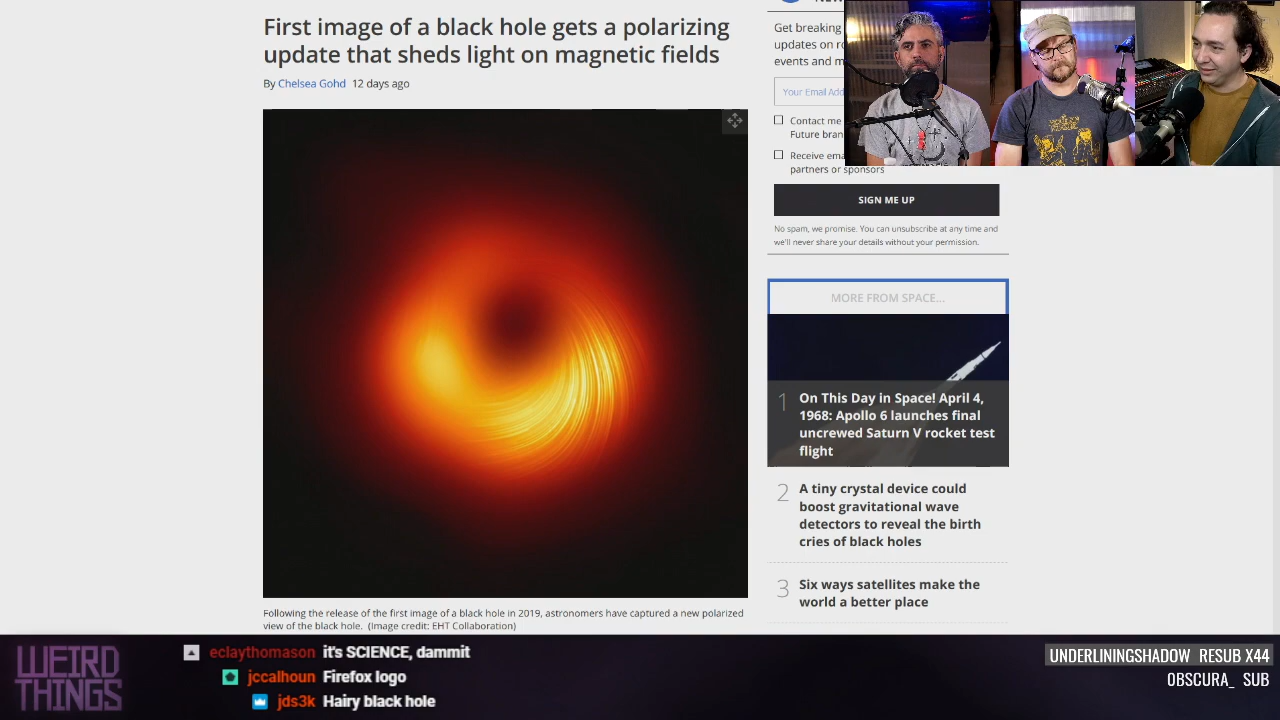 First image of a black hole gets a polarizing
update that sheds light on magnetic fields
By Chelsea Gohd 12 days ago
Following the release of the first image of a black hole in 2019, astronomers have captured a new polarized
view of the black hole. (Image credit: EHT Collaboration)
Get breaking
updates on
events and
Your Email
Contact me
Future
Receive
partners or sponsors
SIGN ME UP
No spam, we promise. You can unsubscribe at any time and
we'll never share your details without your permission.
MORE FROM SPACE...
1
On This Day in Space! April 4,
1968: Apollo 6 launches final
uncrewed Saturn V rocket test
flight
2
A tiny crystal device could
boost gravitational wave
detectors to reveal the birth
cries of black holes
3
Six ways satellites make the
world a better place
WEIRD
THINGS
eclaythomason it's SCIENCE, dammit
jccalhoun Firefox logo
jds3k Hairy black hole
UNDERLININGSHADOW RESUB X44
OBSCURA_ SUB